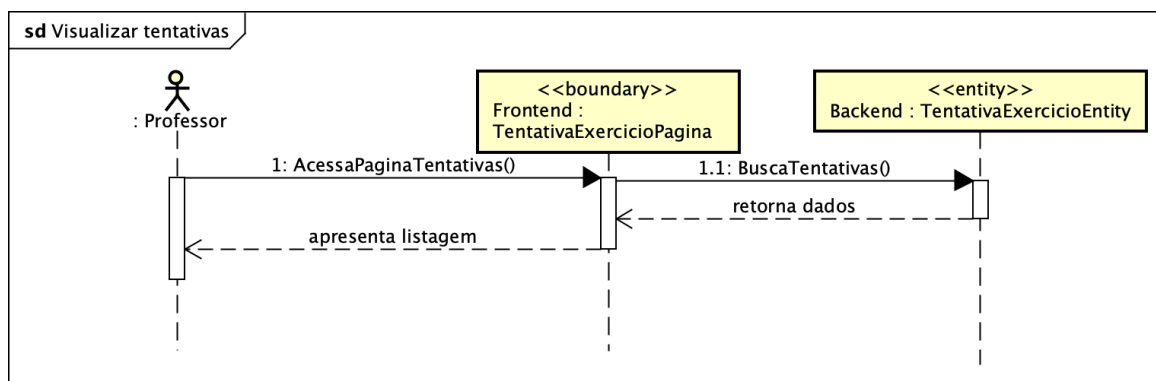 sd Visualizar tentativas
: Professor
<<boundary>>
Frontend :
TentativaExercicioPagina
<<entity>>
Backend : TentativaExercicioEntity
1: AcessaPaginaTentativas()
1.1: BuscaTentativas()
retorna dados
apresenta listagem